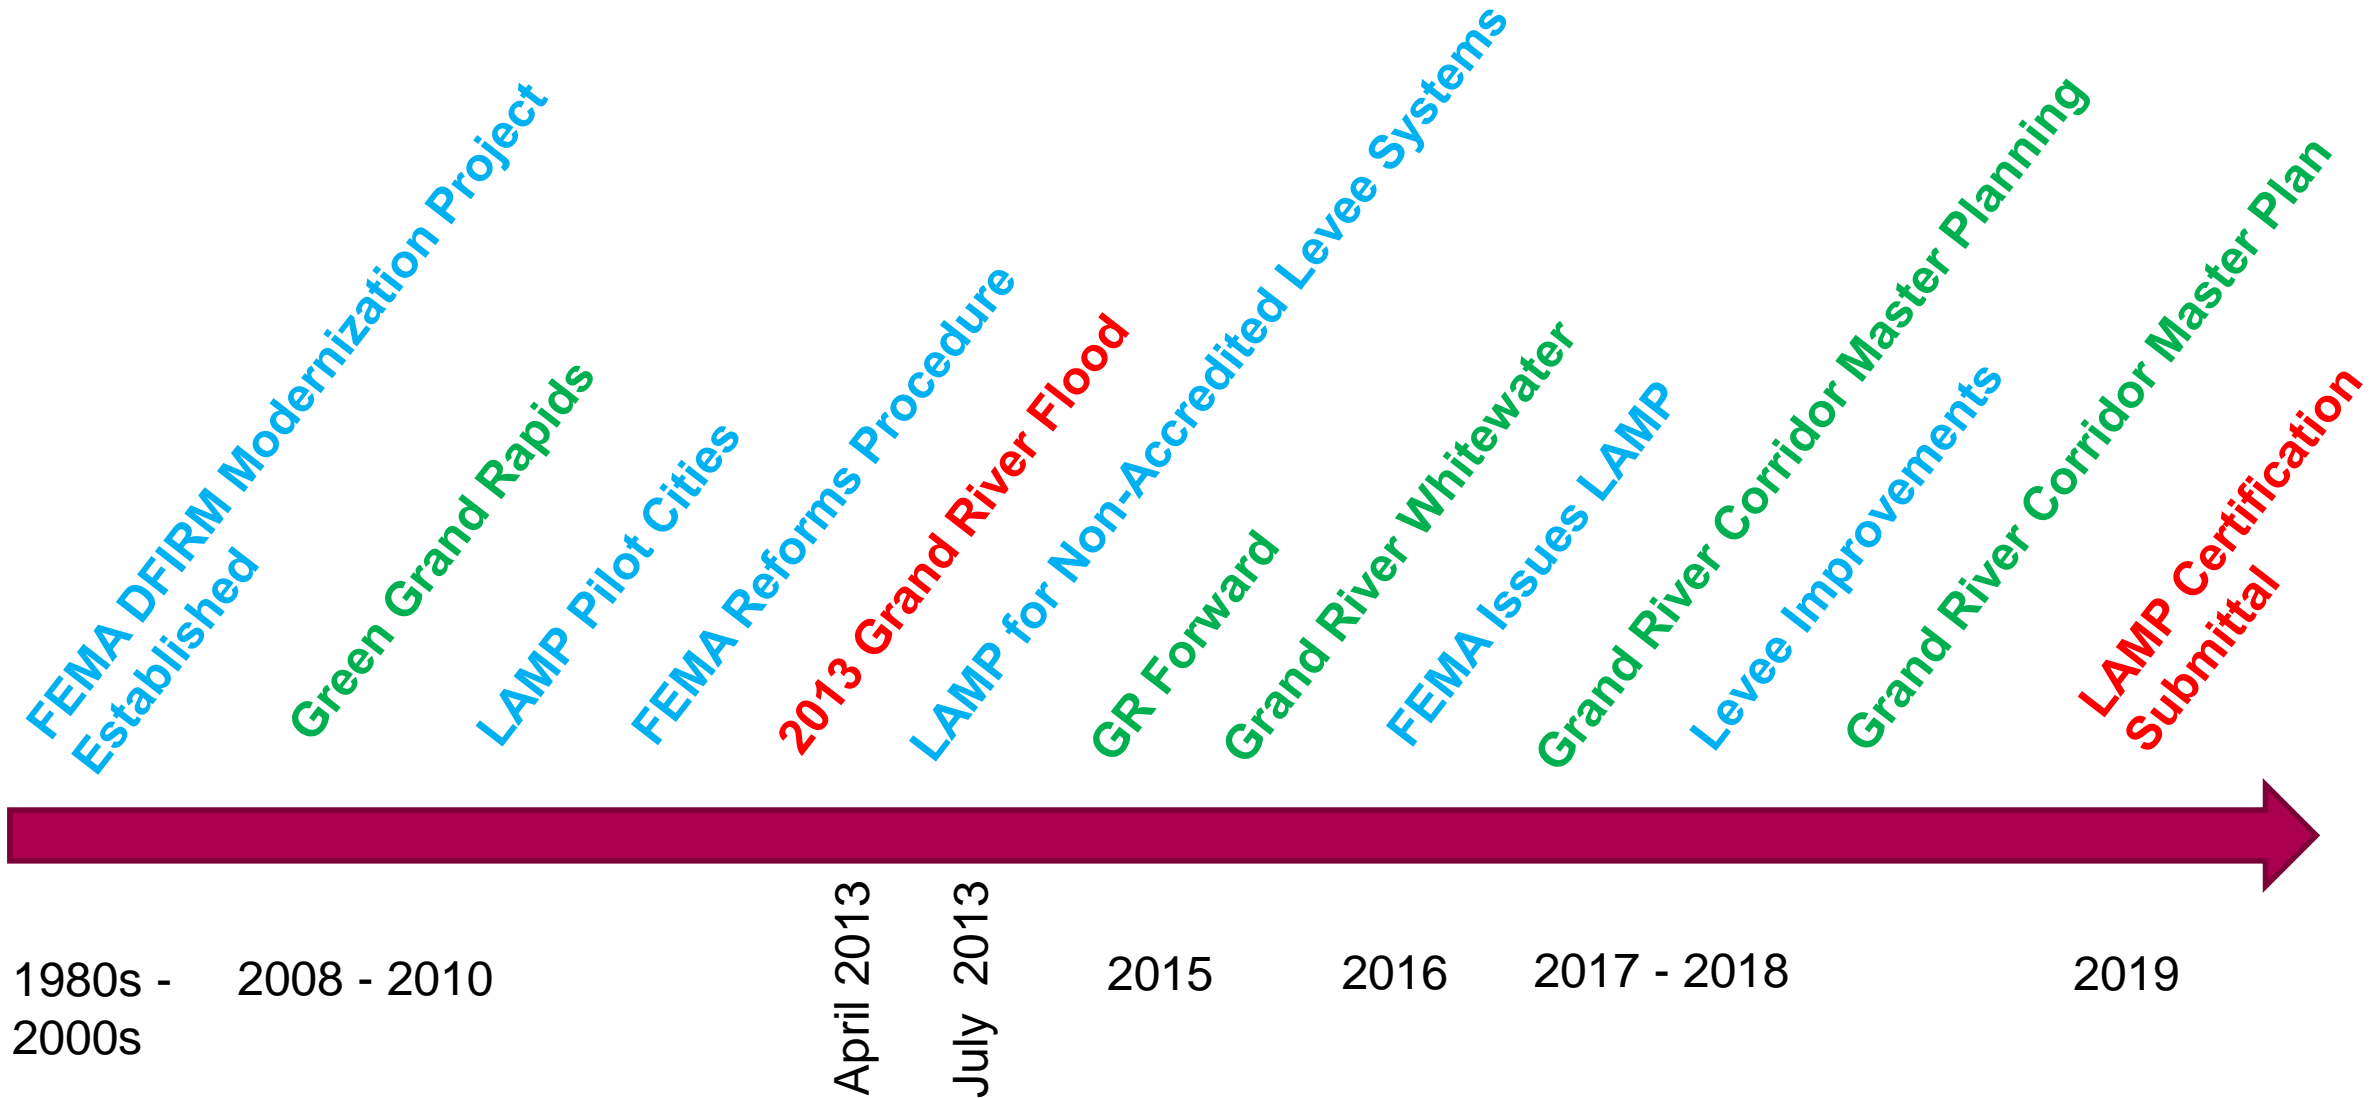 FEMA DFIRM Modernization Project
Established
Green Grand Rapids
LAMP Pilot Cities
FEMA Reforms Procedure
2013 Grand River Flood
LAMP for Non-Accredited Levee Systems
GR Forward
Grand River Whitewater
FEMA Issues LAMP
Grand River Corridor Master Planning
Levee Improvements
Grand River Corridor Master Plan
LAMP Certification
Submittal
1980s -
2000s
2008 - 2010
April 2013
July 2013
2015
2016
2017 - 2018
2019